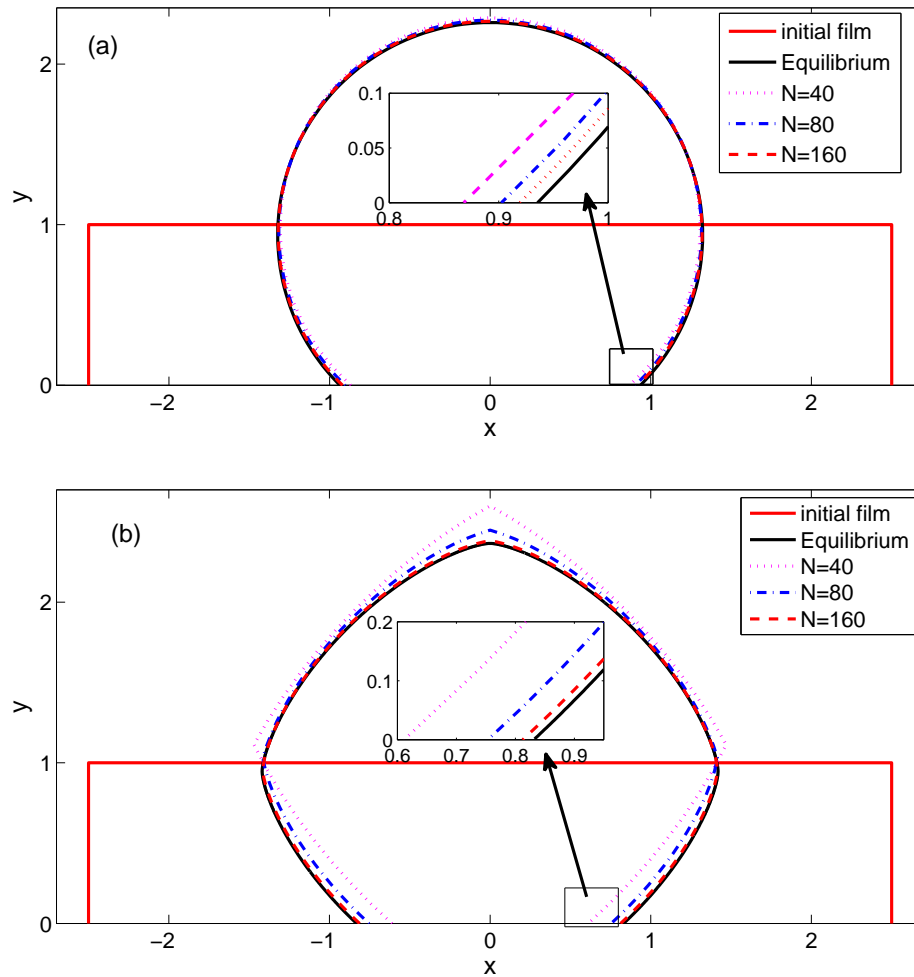 (a)
initial film
Equilibrium
N=40
N=80
N=160
2
1
0
y
0.1
0.05
0
0.8
0.9
1
−2
−1
0
1
2
x
(b)
initial film
Equilibrium
N=40
N=80
N=160
2
1
0
y
0.2
0.1
0
0.6
0.7
0.8
0.9
−2
−1
0
1
2
x